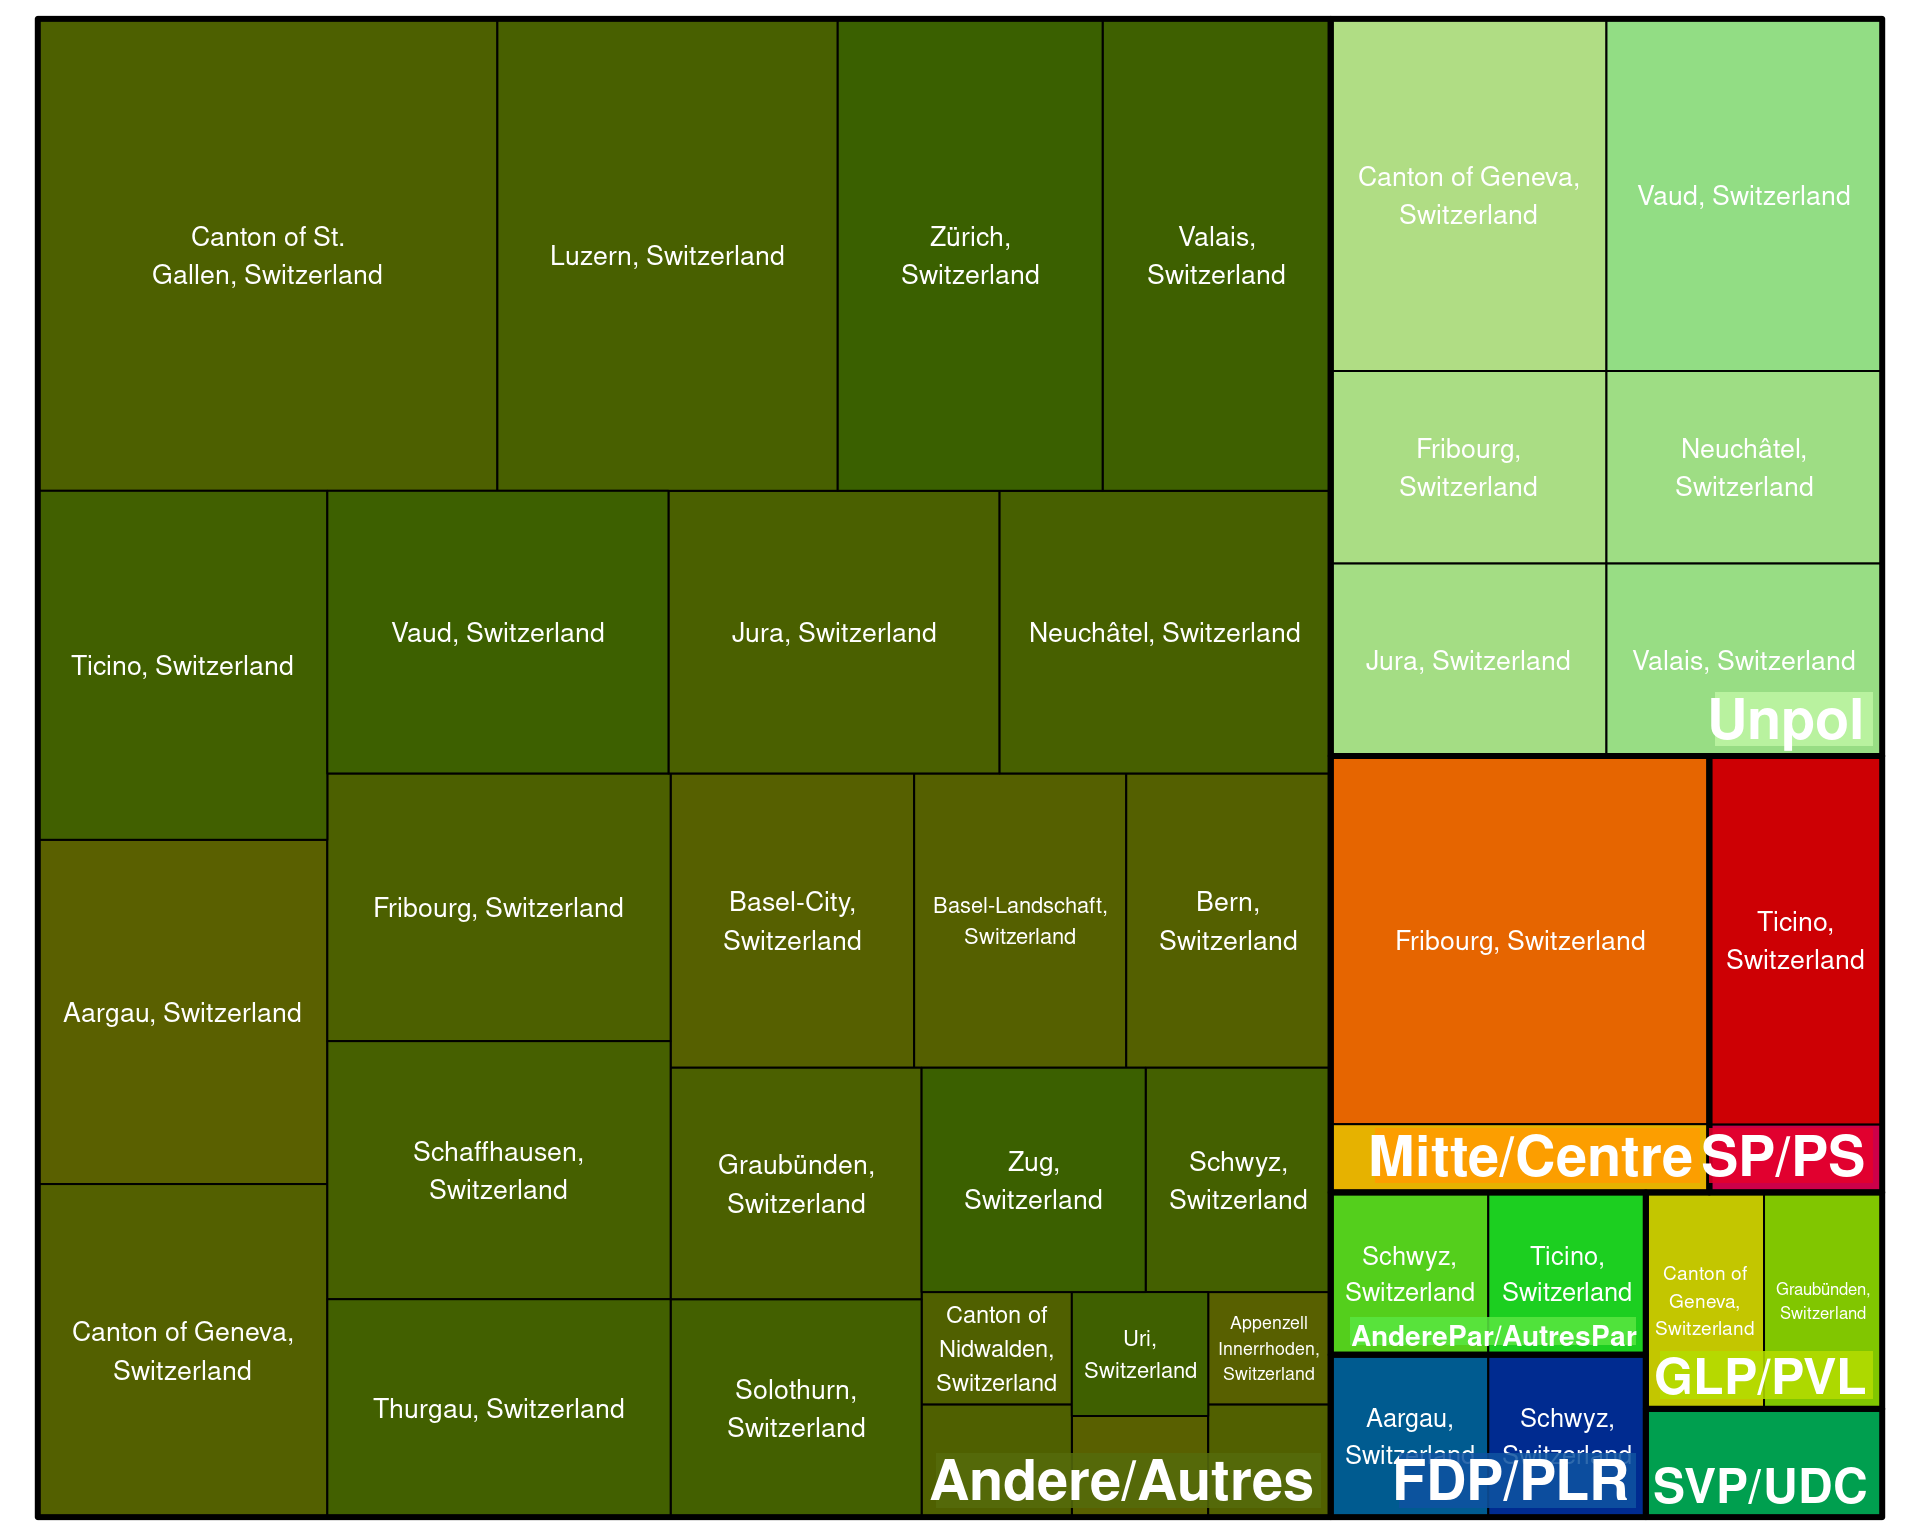 Canton of St.
Gallen, Switzerland
Luzern, Switzerland
Zürich,
Switzerland
Valais,
Switzerland
Ticino, Switzerland
Vaud, Switzerland
Jura, Switzerland
Neuchâtel, Switzerland
Aargau, Switzerland
Fribourg, Switzerland
Basel-City,
Switzerland
Basel-Landschaft,
Switzerland
Bern,
Switzerland
Canton of Geneva,
Switzerland
Schaffhausen,
Switzerland
Graubünden,
Switzerland
Zug,
Switzerland
Schwyz,
Switzerland
Thurgau, Switzerland
Solothurn,
Switzerland
Canton of
Nidwalden,
Switzerland
Uri,
Switzerland
Appenzell
Innerrhoden,
Switzerland
Andere/Autres
Canton of Geneva,
Switzerland
Vaud, Switzerland
Fribourg,
Switzerland
Neuchâtel,
Switzerland
Jura, Switzerland
Valais, Switzerland
Unpol
Fribourg, Switzerland
Mitte/Centre
Ticino,
Switzerland
SP/PS
Schwyz,
Switzerland
Ticino,
Switzerland
AnderePar/AutresPar
Canton of
Geneva,
Switzerland
Graubünden,
Switzerland
GLP/PVL
Aargau,
Switzerland
Schwyz,
Switzerland
FDP/PLR
SVP/UDC